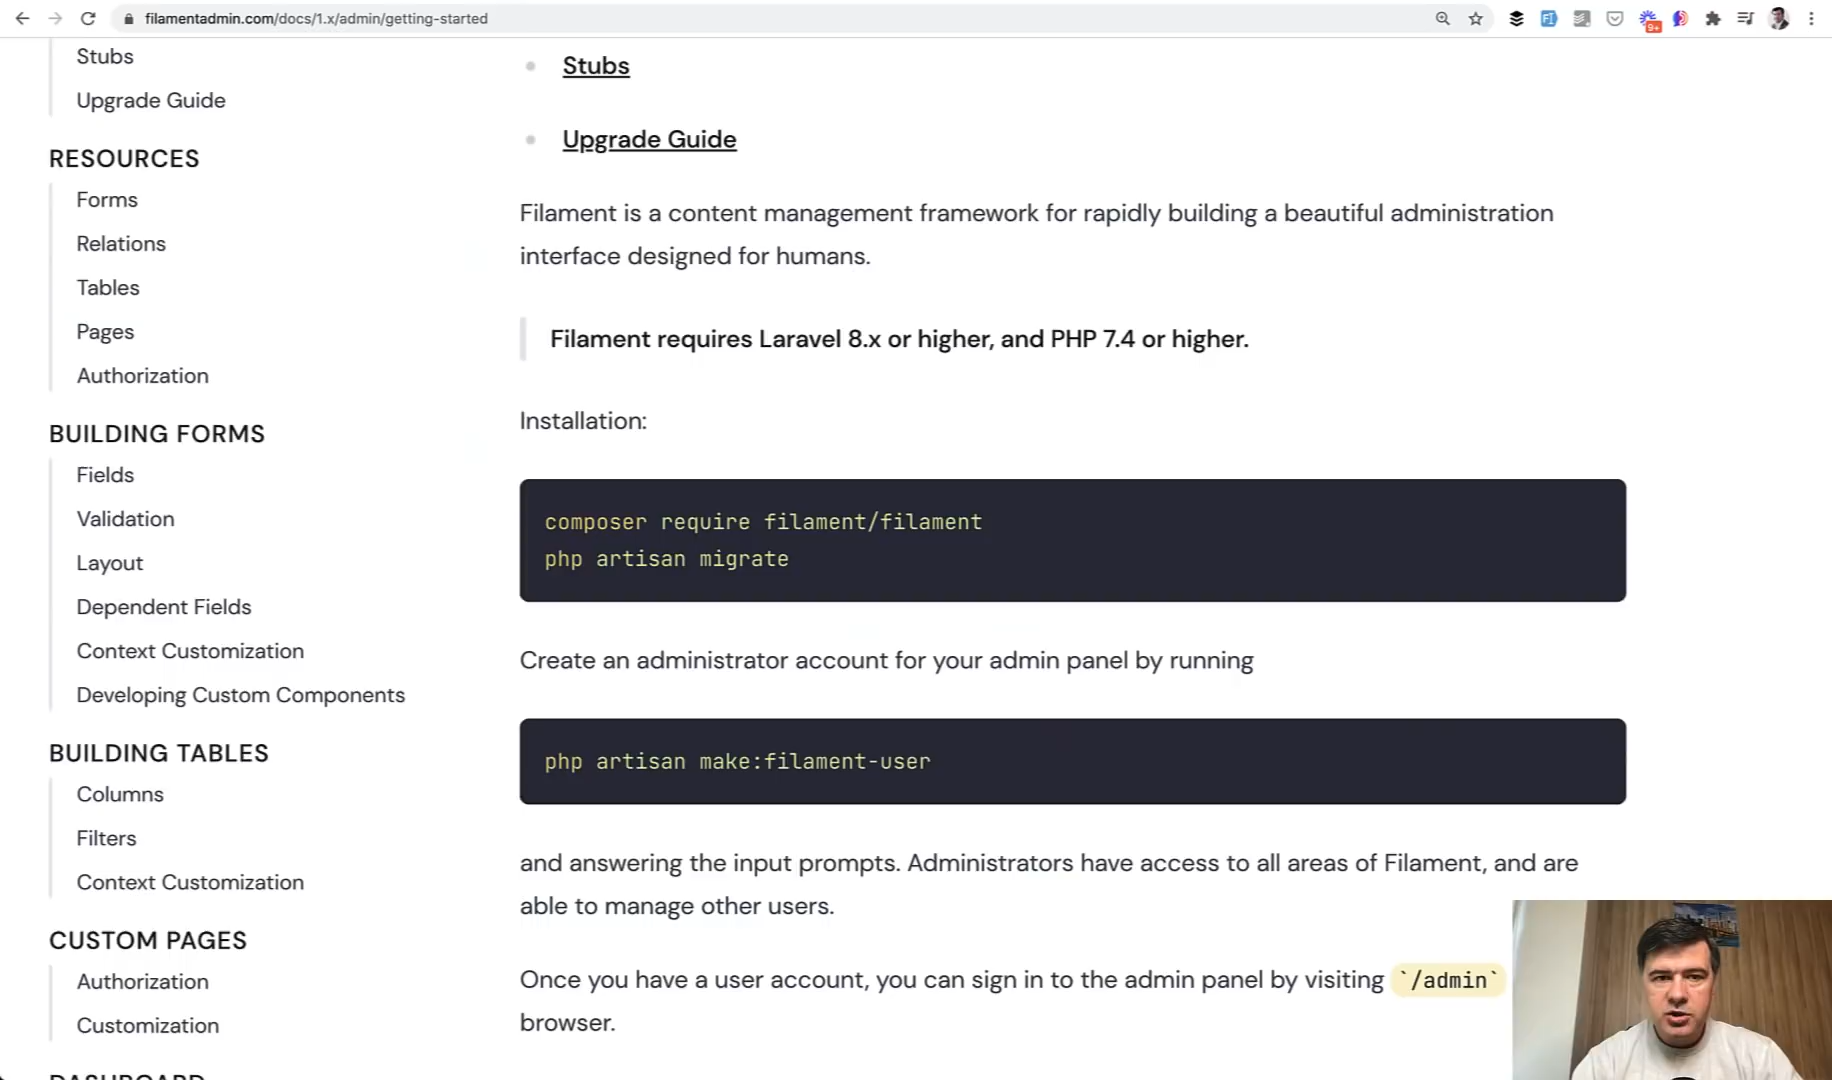 filamentadmin.com/docs/1.x/admin/getting-started
9+
Stubs
Upgrade Guide
RESOURCES
Forms
Relations
Tables
Pages
Authorization
BUILDING FORMS
Fields
Validation
Layout
Dependent Fields
Context Customization
Developing Custom Components
BUILDING TABLES
Columns
Filters
Context Customization
CUSTOM PAGES
Authorization
Customization
DASHBOARD
Stubs
Upgrade Guide
Filament is a content management framework for rapidly building a beautiful administration
interface designed for humans.
Filament requires Laravel 8.x or higher, and PHP 7.4 or higher.
Installation:
composer require filament/filament
php artisan migrate
Create an administrator account for your admin panel by running
php artisan make:filament-user
and answering the input prompts. Administrators have access to all areas of Filament, and are
able to manage other users.
Once you have a user account, you can sign in to the admin panel by visiting `/admin`
browser.